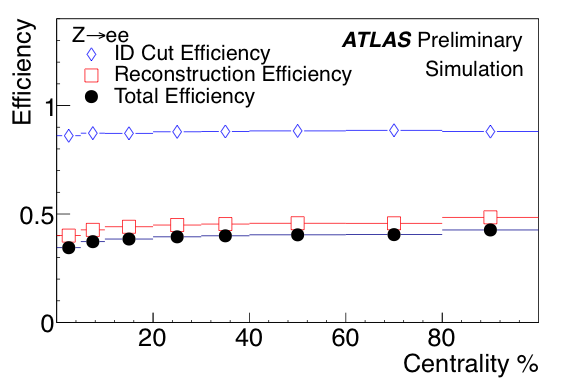 Z→ee
ID Cut Efficiency
Reconstruction Efficiency
Total Efficiency
ATLAS Preliminary
Simulation
Efficiency
1
0.5
0
20
40
60
80
Centrality %